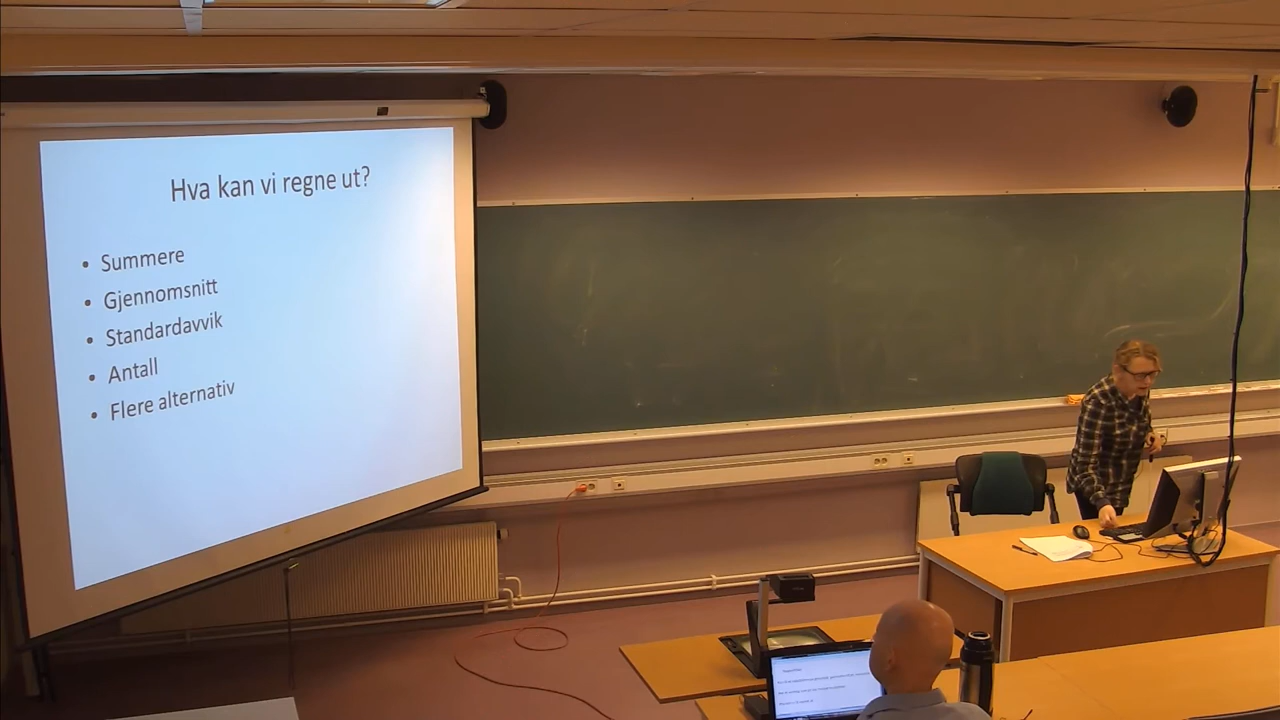 Hva kan vi regne ut?
• Summere
• Gjennomsnitt
• Standardavvik
• Antall
• Flere alternativ